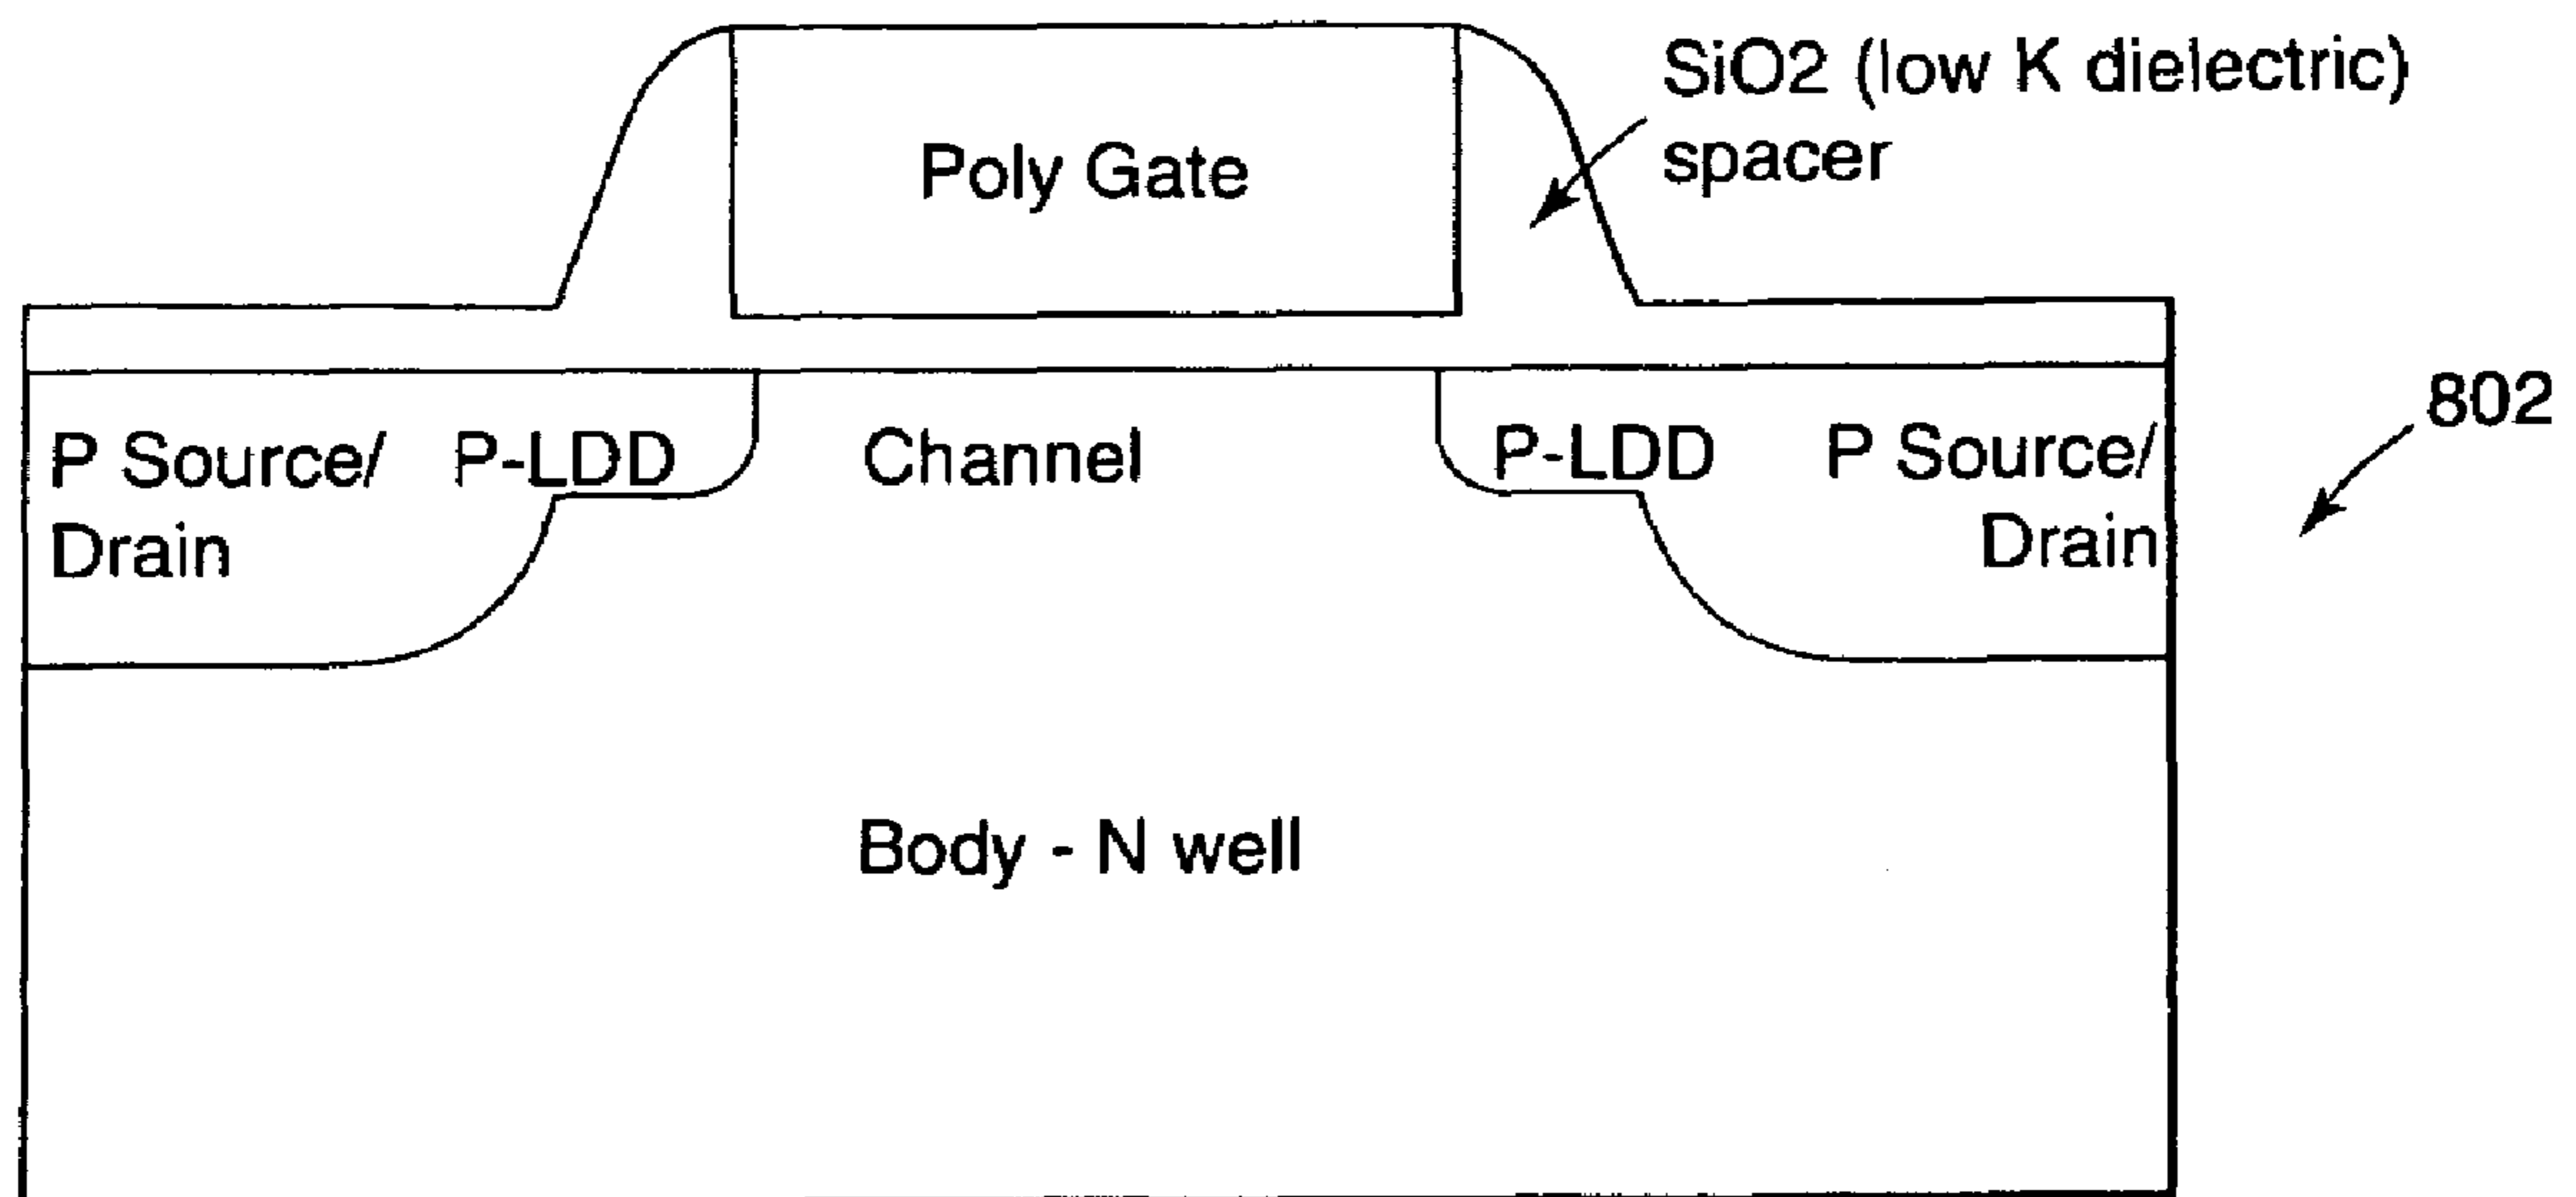 SiO2 (low K dielectric)
spacer
Poly Gate
802
P Source/
Drain
P-LDD
Channel
P-LDD
P Source/
Drain
Body - N well